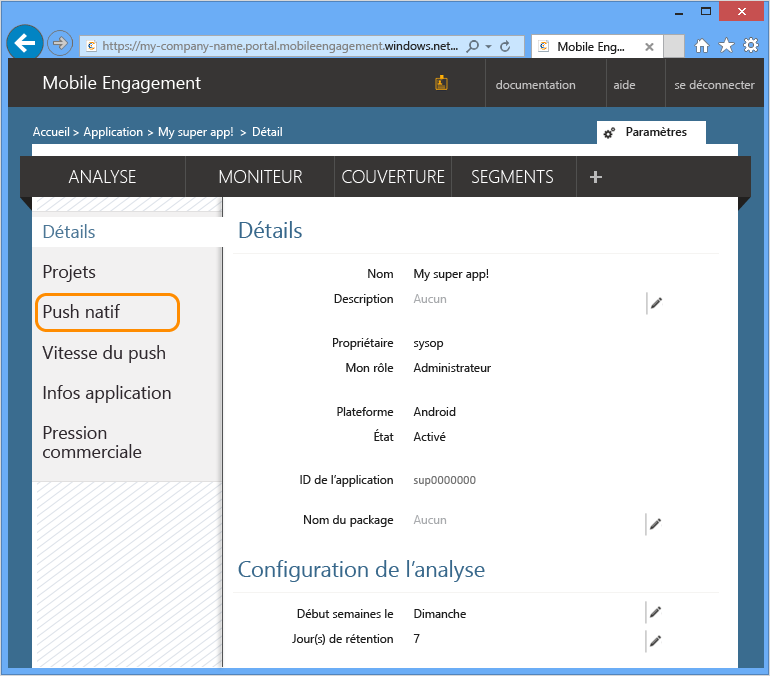 https://my-company-name.portal.mobileengagement.windows.net...
Mobile Eng...
Mobile Engagement
documentation
aide
se déconnecter
Accueil > Application > My super app! > Détail
Paramètres
ANALYSE
MONITEUR
COUVERTURE
SEGMENTS
+
Détails
Projets
Push natif
Vitesse du push
Infos application
Pression
commerciale
Détails
Nom My super app!
Description Aucun
Propriétaire sysop
Mon rôle Administrateur
Plateforme Android
État Activé
ID de l'application sup0000000
Nom du package Aucun
Configuration de l'analyse
Début semaines le Dimanche
Jour(s) de rétention 7